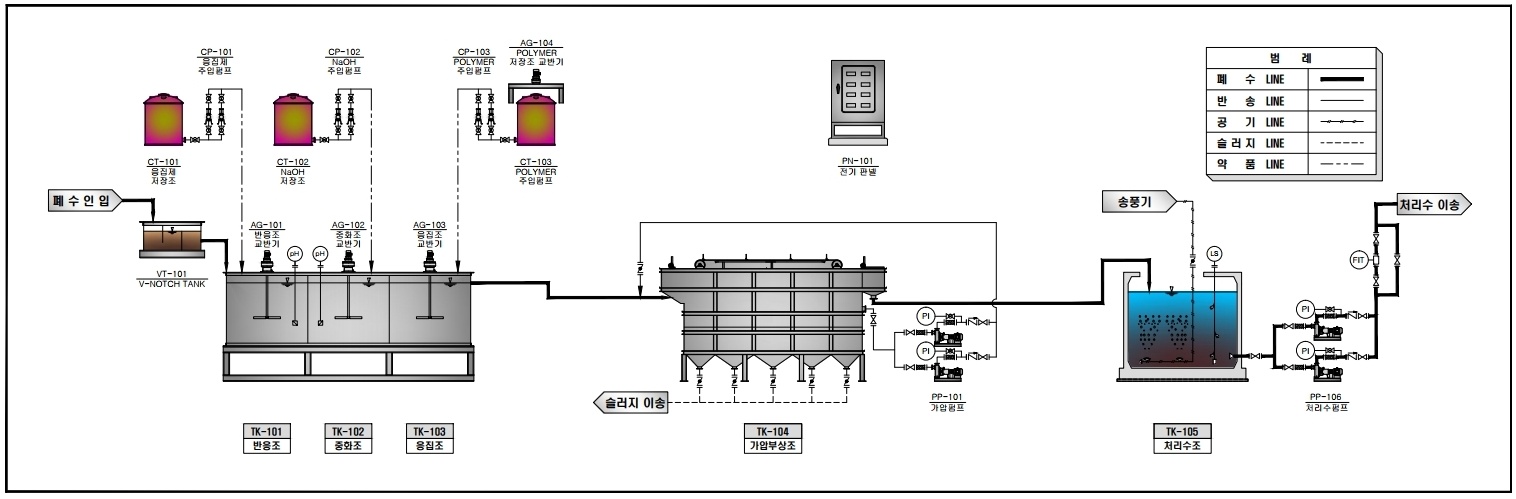 CP-101
응집제
주입펌프
CP-102
NaOH
주입펌프
CP-103
POLYMER
주입펌프
AG-104
POLYMER
저장조 교반기
CT-101
응집제
저장조
CT-102
NaOH
저장조
CT-103
POLYMER
주입펌프
PN-101
전기 판넬
범 례
폐 수 LINE
반 송 LINE
공 기 LINE
슬러지 LINE
약 품 LINE
폐수인입
VT-101
V-NOTCH TANK
AG-101
반응조
교반기
pH
pH
AG-102
중화조
교반기
AG-103
응집조
교반기
송풍기
처리수 이송
LS
FIT
PI
PI
PI
PI
슬러지 이송
PP-101
가압펌프
PP-106
처리수펌프
TK-101
반응조
TK-102
중화조
TK-103
응집조
TK-104
가압부상조
TK-105
처리수조